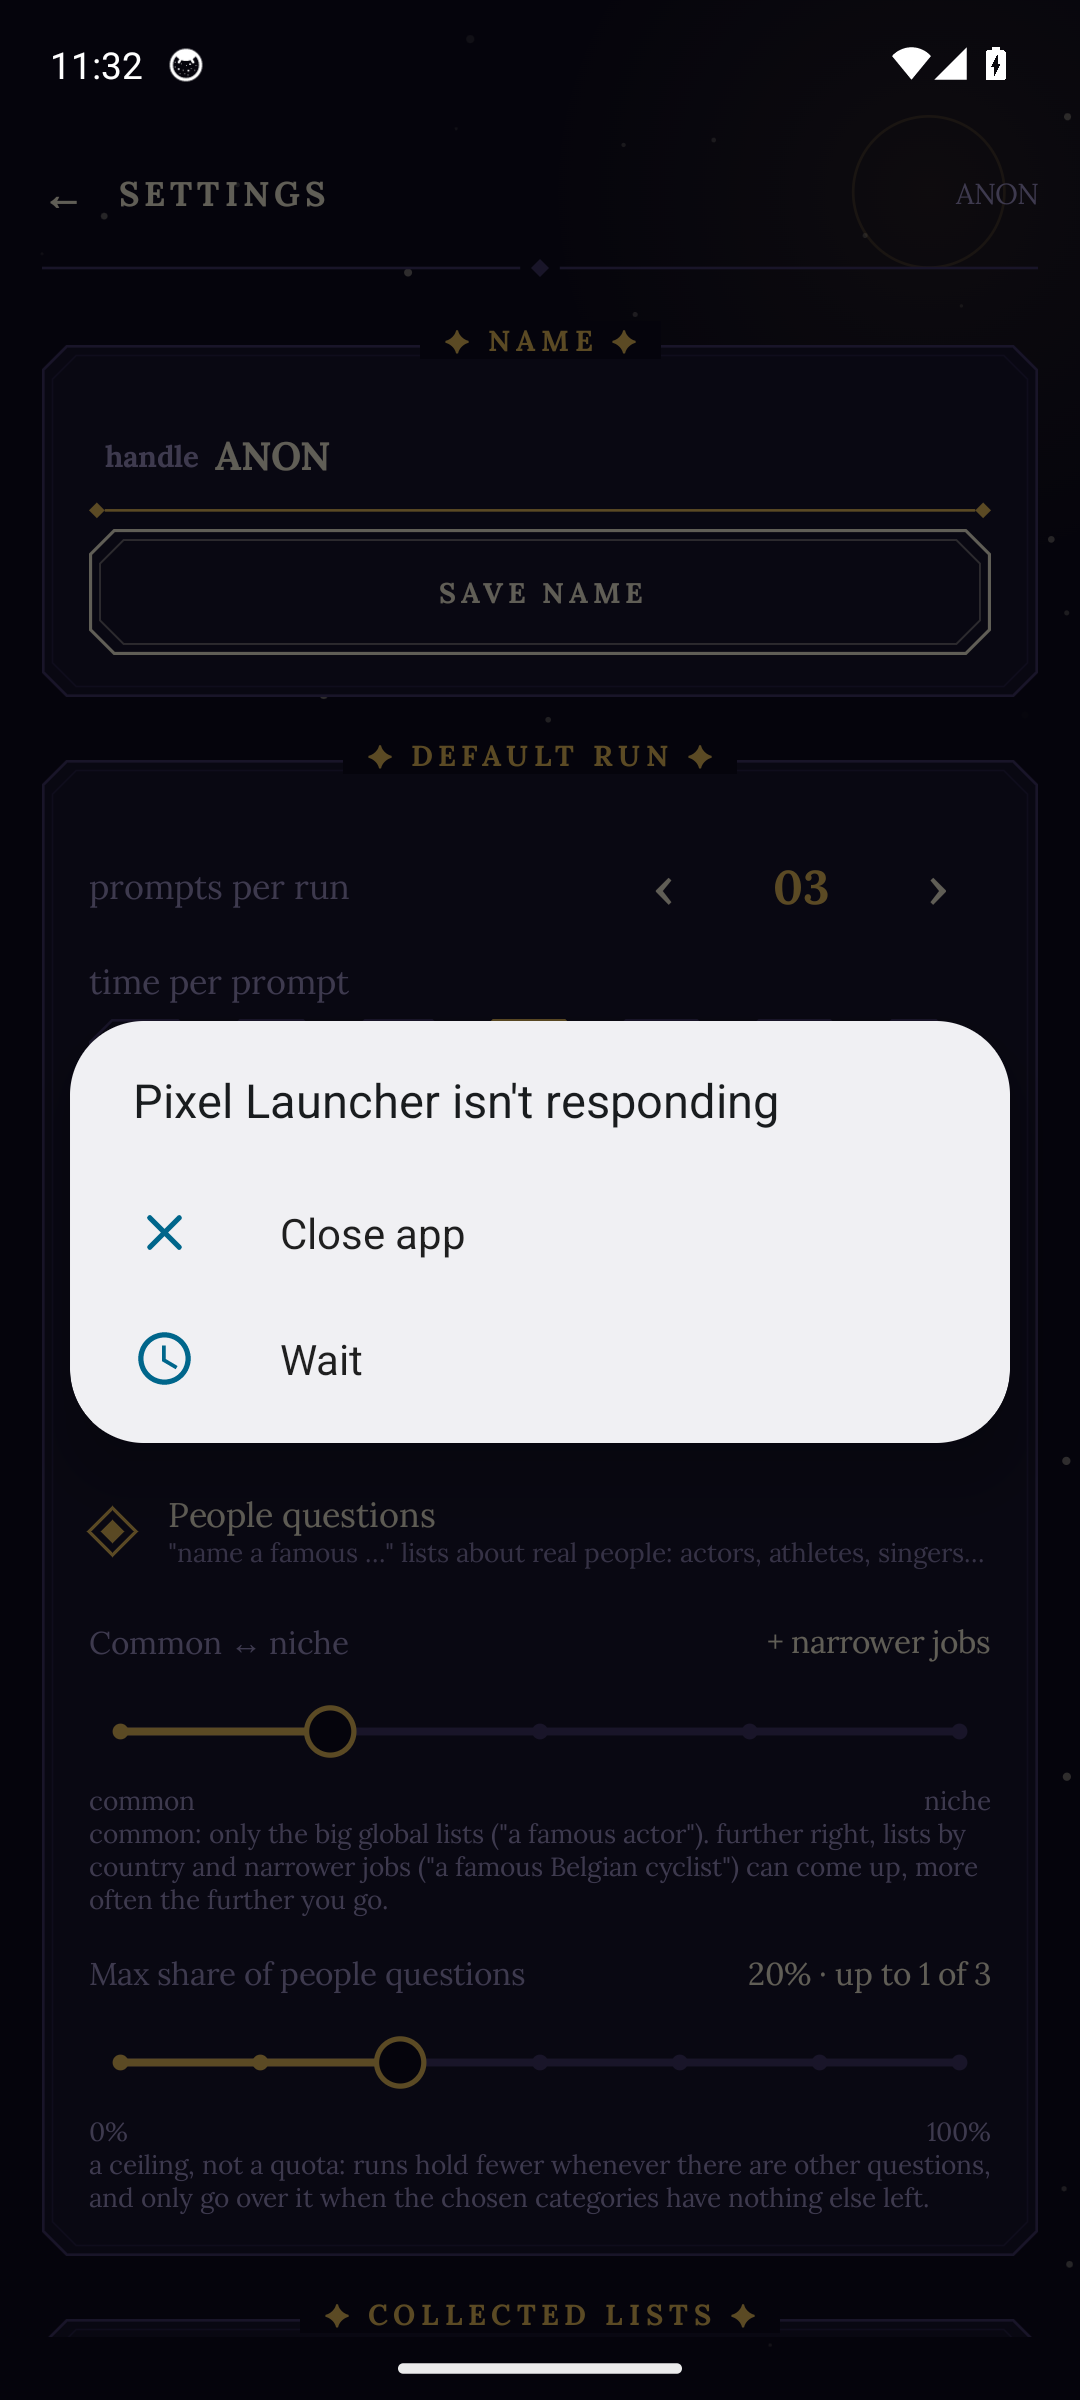 11:32
← SETTINGS
ANON
NAME
handle ANON
SAVE NAME
DEFAULT RUN
prompts per run
‹ 03 ›
time per prompt
Pixel Launcher isn't responding
Close app
Wait
People questions
"name a famous ..." lists about real people: actors, athletes, singers...
Common ↔ niche
+ narrower jobs
common
niche
common: only the big global lists ("a famous actor"). further right, lists by
country and narrower jobs ("a famous Belgian cyclist") can come up, more
often the further you go.
Max share of people questions
20% · up to 1 of 3
0%
100%
a ceiling, not a quota: runs hold fewer whenever there are other questions,
and only go over it when the chosen categories have nothing else left.
COLLECTED LISTS